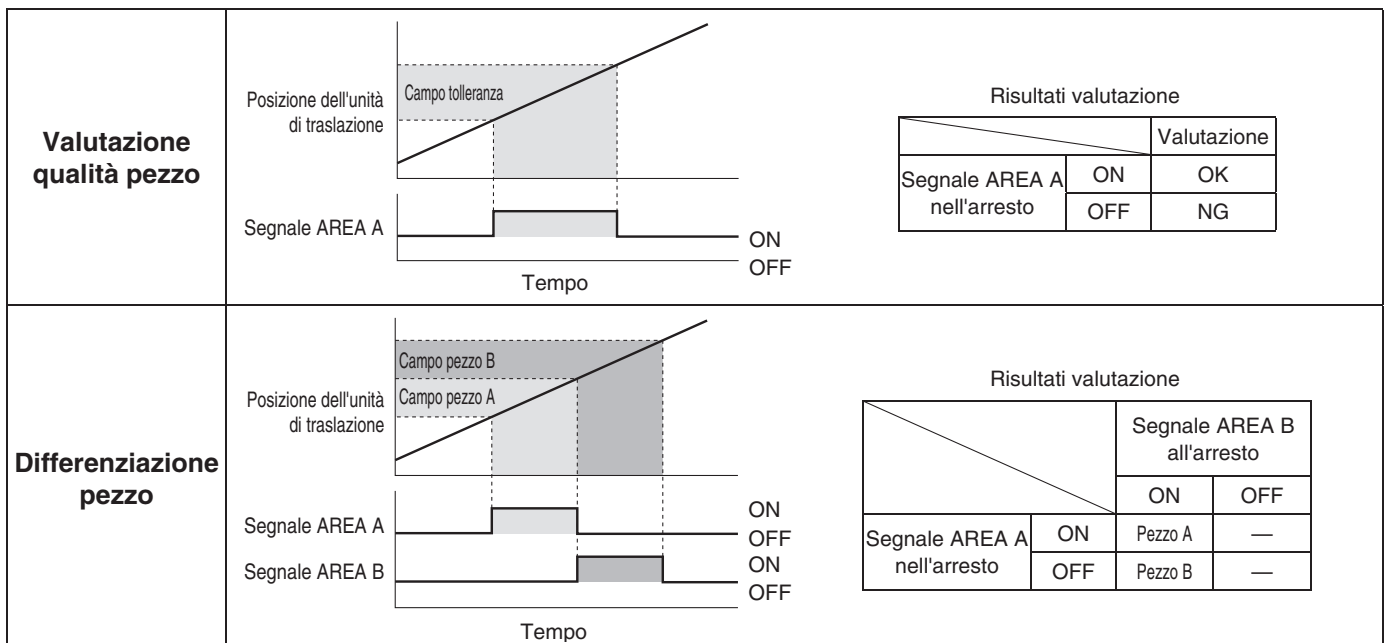 Valutazione
qualità pezzo
Posizione dell'unità
di traslazione
Campo tolleranza
Segnale AREA A
ON
OFF
Tempo
Risultati valutazione
Valutazione
Segnale AREA A
nell'arresto
ON
OK
OFF
NG
Differenziazione
pezzo
Posizione dell'unità
di traslazione
Campo pezzo B
Campo pezzo A
Segnale AREA A
ON
OFF
Segnale AREA B
ON
OFF
Tempo
Risultati valutazione
Segnale AREA B
all'arresto
ON
OFF
Segnale AREA A
nell'arresto
ON
Pezzo A
—
OFF
Pezzo B
—